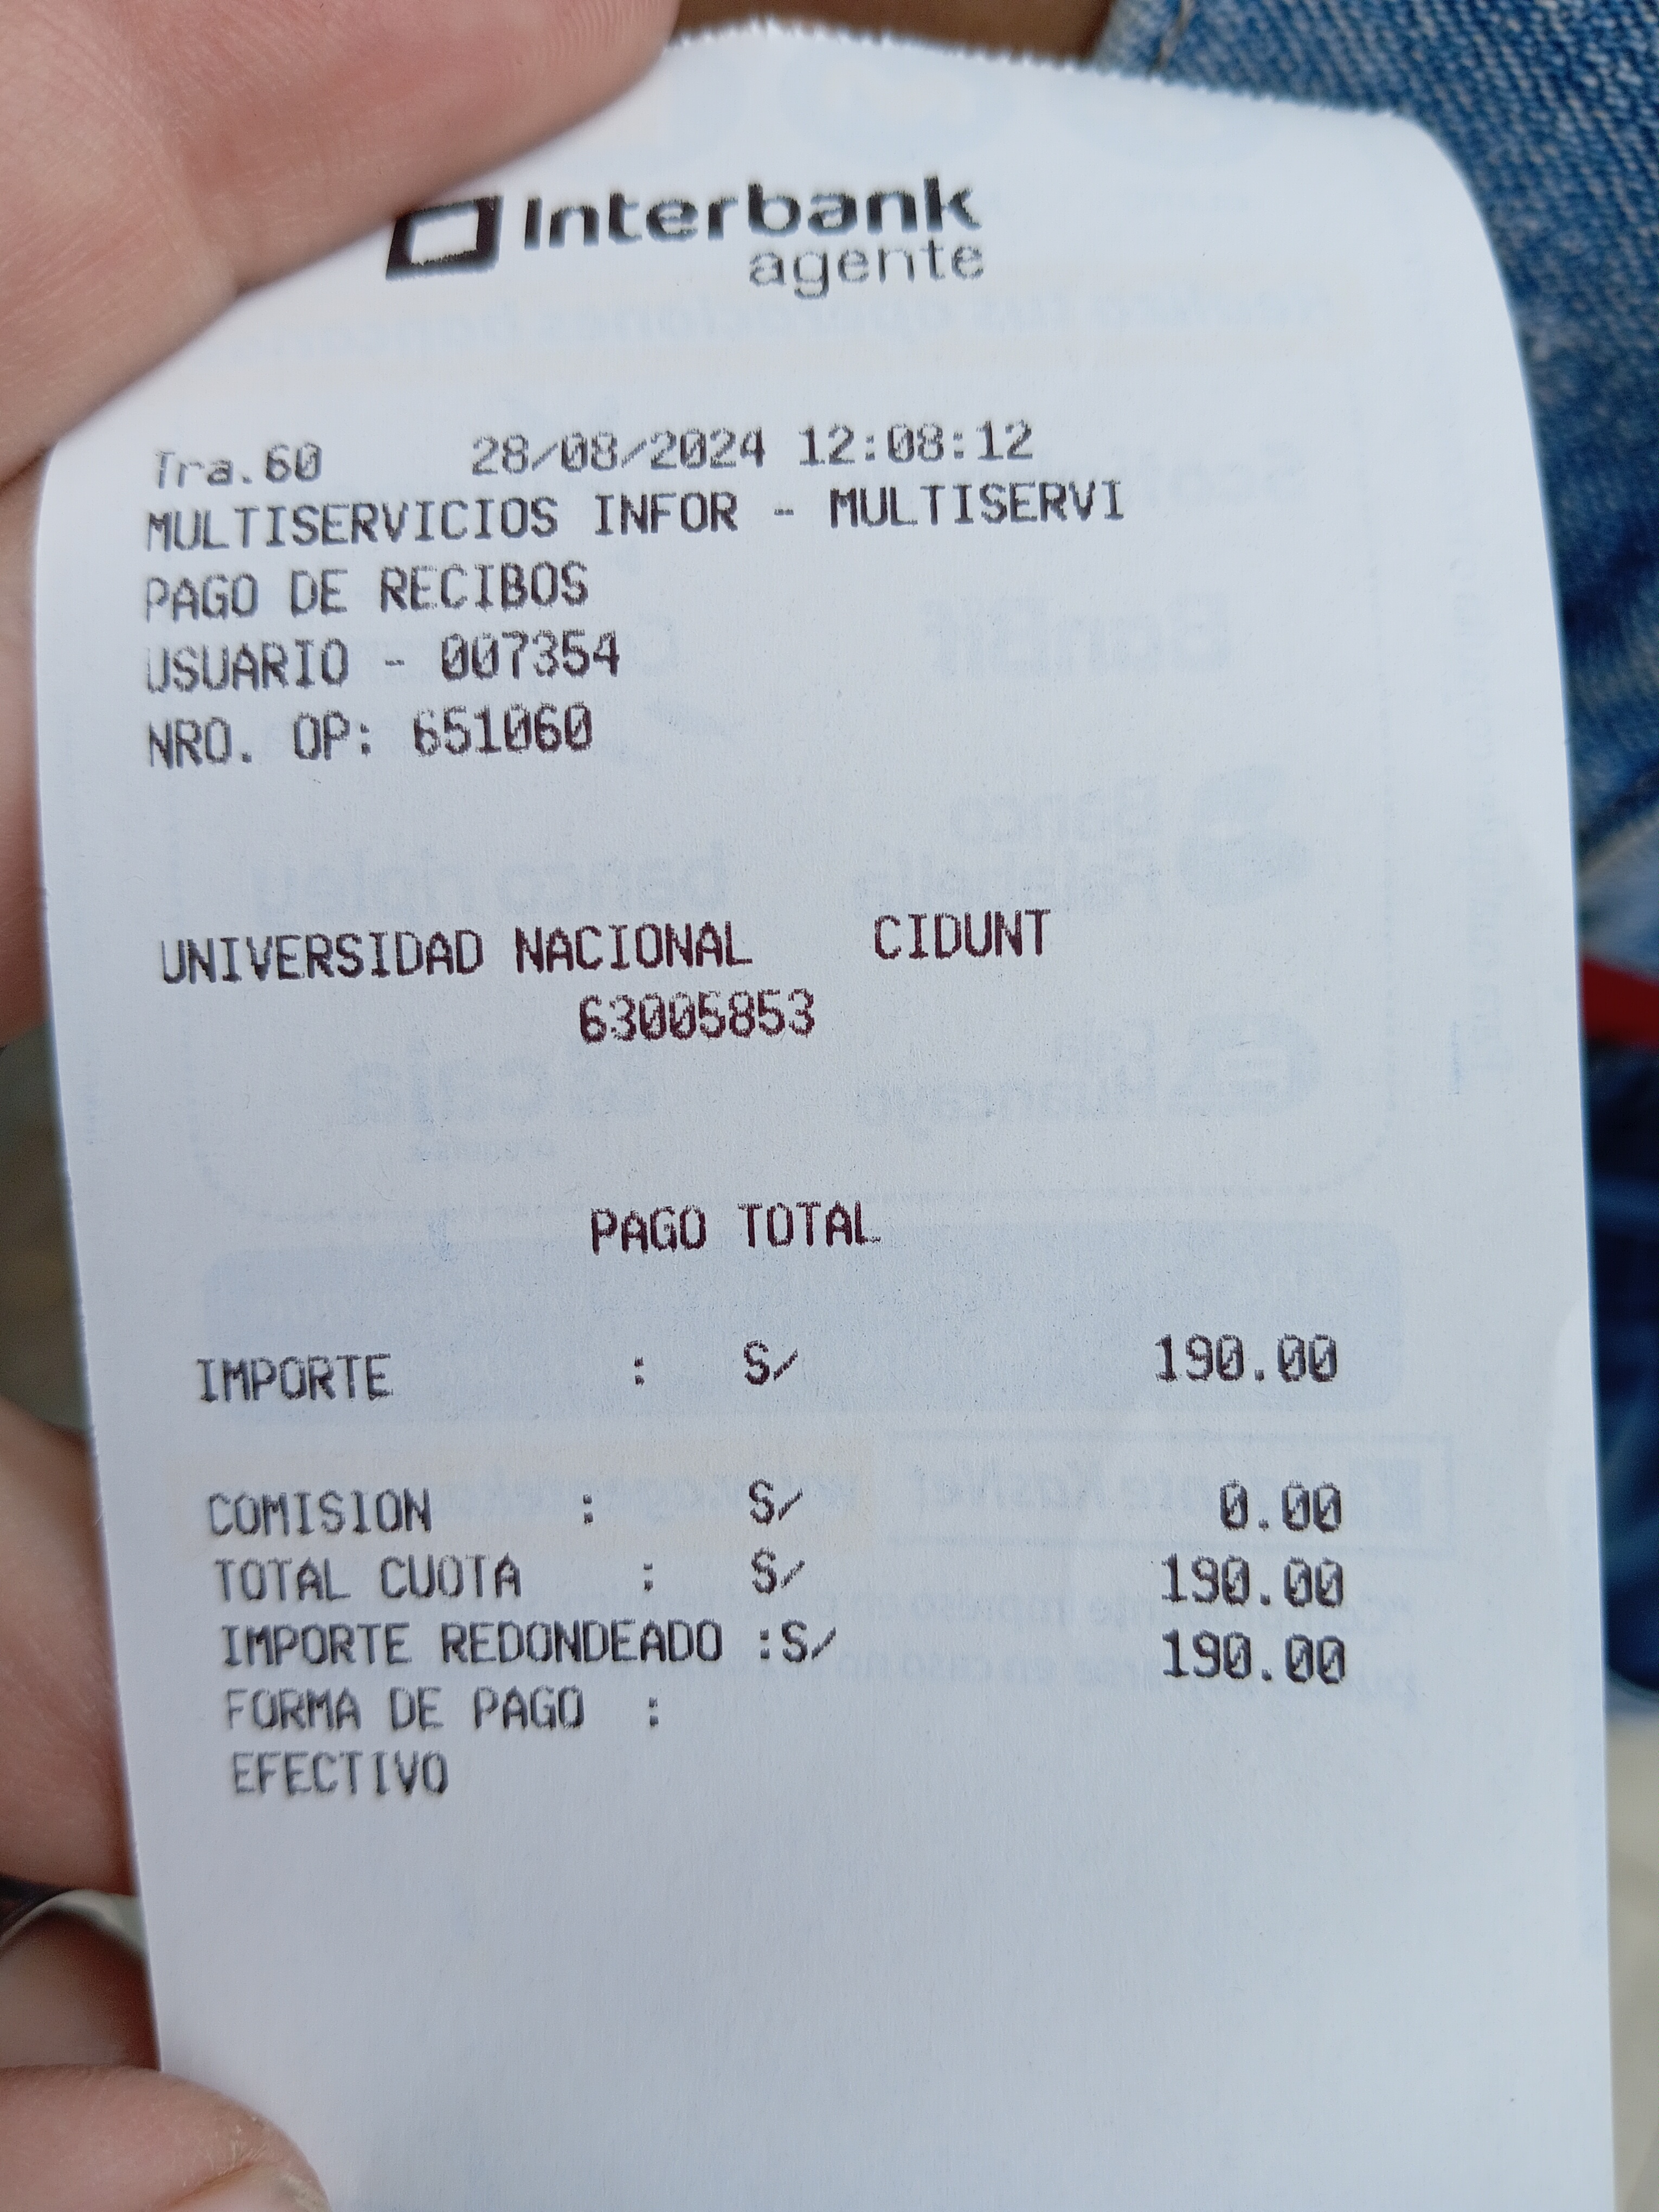 Interbank
agente
Tra.60 28/08/2024 12:08:12
MULTISERVICIOS INFOR - MULTISERVI
PAGO DE RECIBOS
USUARIO - 007354
NRO. OP: 651060
UNIVERSIDAD NACIONAL CIDUNT
63005853
PAGO TOTAL
IMPORTE : S/ 190.00
COMISION : S/ 0.00
TOTAL CUOTA : S/ 190.00
IMPORTE REDONDEADO :S/ 190.00
FORMA DE PAGO :
EFECTIVO